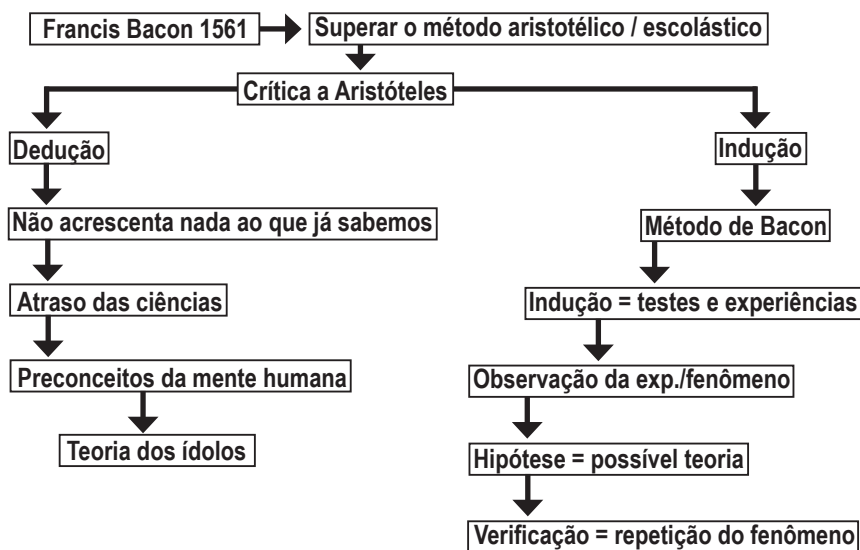 Francis Bacon 1561
Superar o método aristotélico / escolástico
Crítica a Aristóteles
Dedução
Não acrescenta nada ao que já sabemos
Atraso das ciências
Preconceitos da mente humana
Teoria dos ídolos
Indução
Método de Bacon
Indução = testes e experiências
Observação da exp./fenômeno
Hipótese = possível teoria
Verificação = repetição do fenômeno